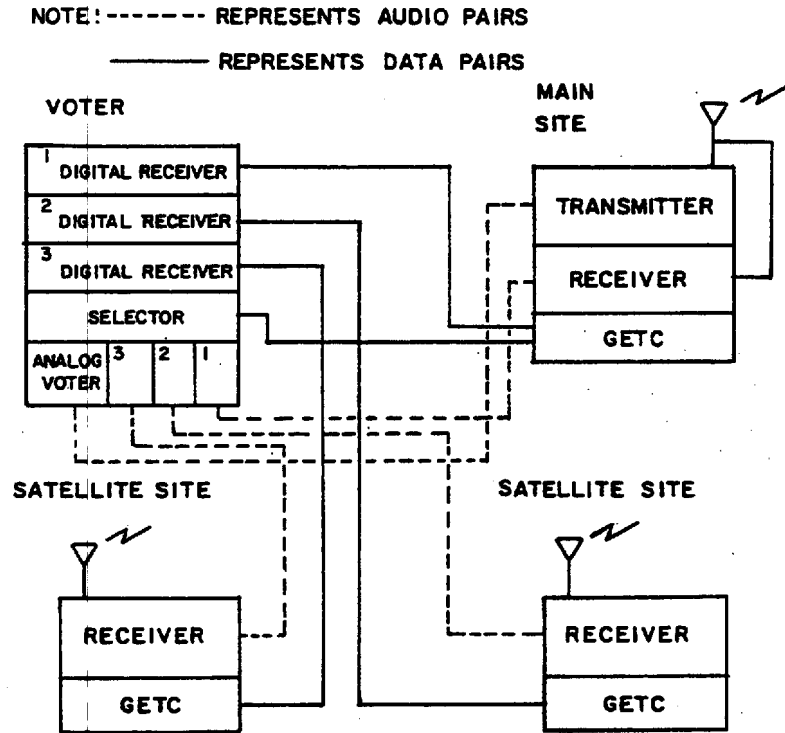 NOTE: REPRESENTS AUDIO PAIRS
REPRESENTS DATA PAIRS
VOTER
1 DIGITAL RECEIVER
2 DIGITAL RECEIVER
3 DIGITAL RECEIVER
SELECTOR
ANALOG VOTER
3
2
1
MAIN
SITE
TRANSMITTER
RECEIVER
GETC
SATELLITE SITE
RECEIVER
GETC
SATELLITE SITE
RECEIVER
GETC